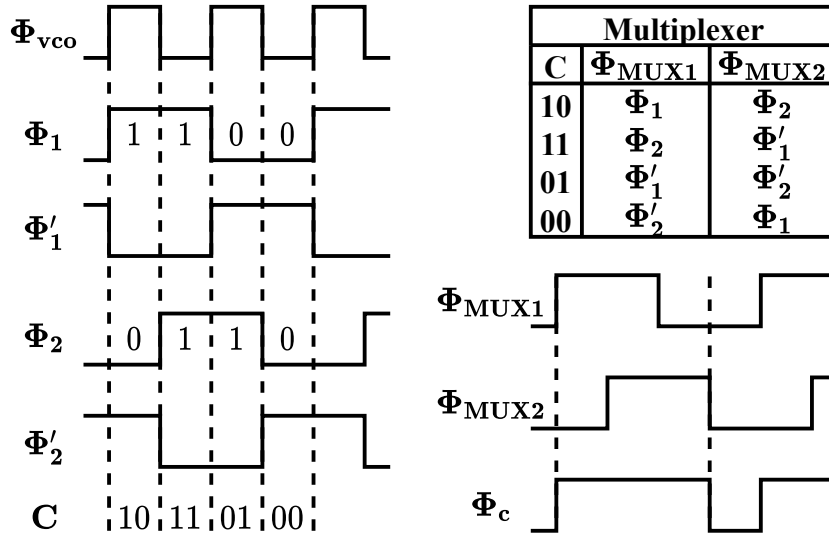 Φvco
Φ1 1 1 0 0
Φ′1
Φ2 0 1 1 0
Φ′2
C 10 11 01 00
Multiplexer
C ΦMUX1 ΦMUX2
10 Φ1 Φ2
11 Φ2 Φ′1
01 Φ′1 Φ′2
00 Φ′2 Φ1
ΦMUX1
ΦMUX2
Φc